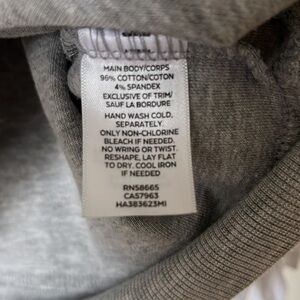 MAIN BODY/CORPS
96% COTTON/COTON
4% SPANDEX
EXCLUSIVE OF TRIM/
SAUF LA BORDURE
HAND WASH COLD,
SEPARATELY.
ONLY NON-CHLORINE
BLEACH IF NEEDED.
NO WRING OR TWIST.
RESHAPE, LAY FLAT
TO DRY. COOL IRON
IF NEEDED
RN58665
CA57963
HA383623MI